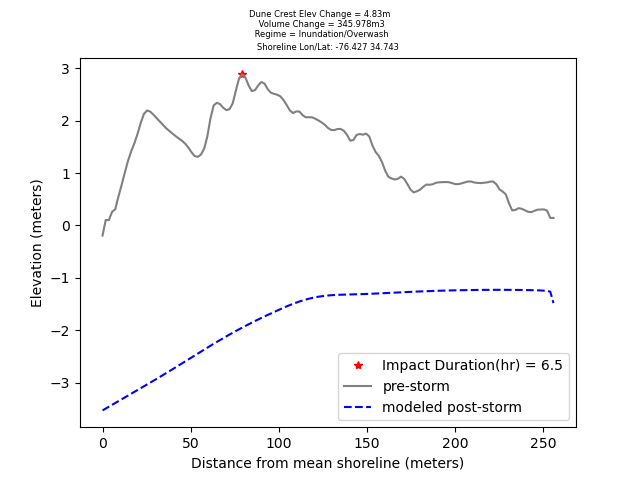 Dune Crest Elev Change = 4.83m
Volume Change = 345.978m3
Regime = Inundation/Overwash
Shoreline Lon/Lat: -76.427 34.743
3
2
1
0
−1
−2
−3
Elevation (meters)
Impact Duration(hr) = 6.5
pre-storm
modeled post-storm
0 50 100 150 200 250
Distance from mean shoreline (meters)